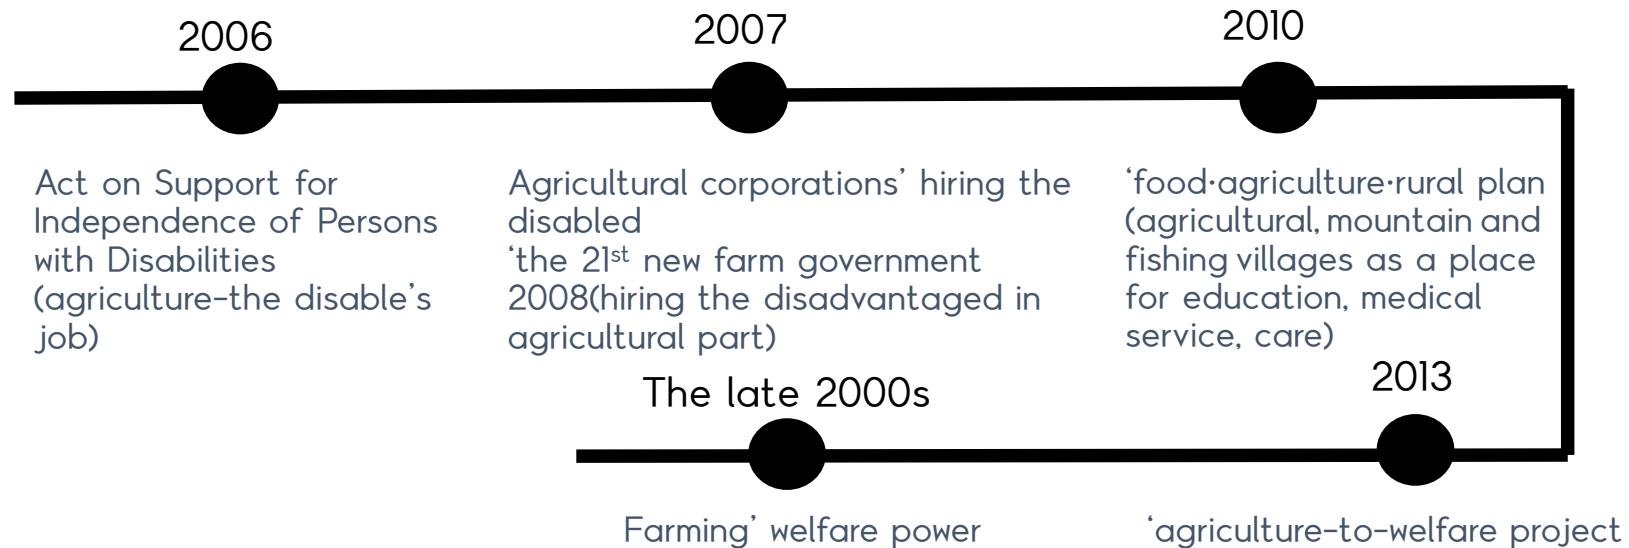 2006
Act on Support for
Independence of Persons
with Disabilities
(agriculture-the disable's
job)
2007
Agricultural corporations' hiring the
disabled
'the 21st new farm government
2008(hiring the disadvantaged in
agricultural part)
2010
'food·agriculture·rural plan
(agricultural, mountain and
fishing villages as a place
for education, medical
service, care)
2013
'agriculture-to-welfare project
The late 2000s
Farming' welfare power